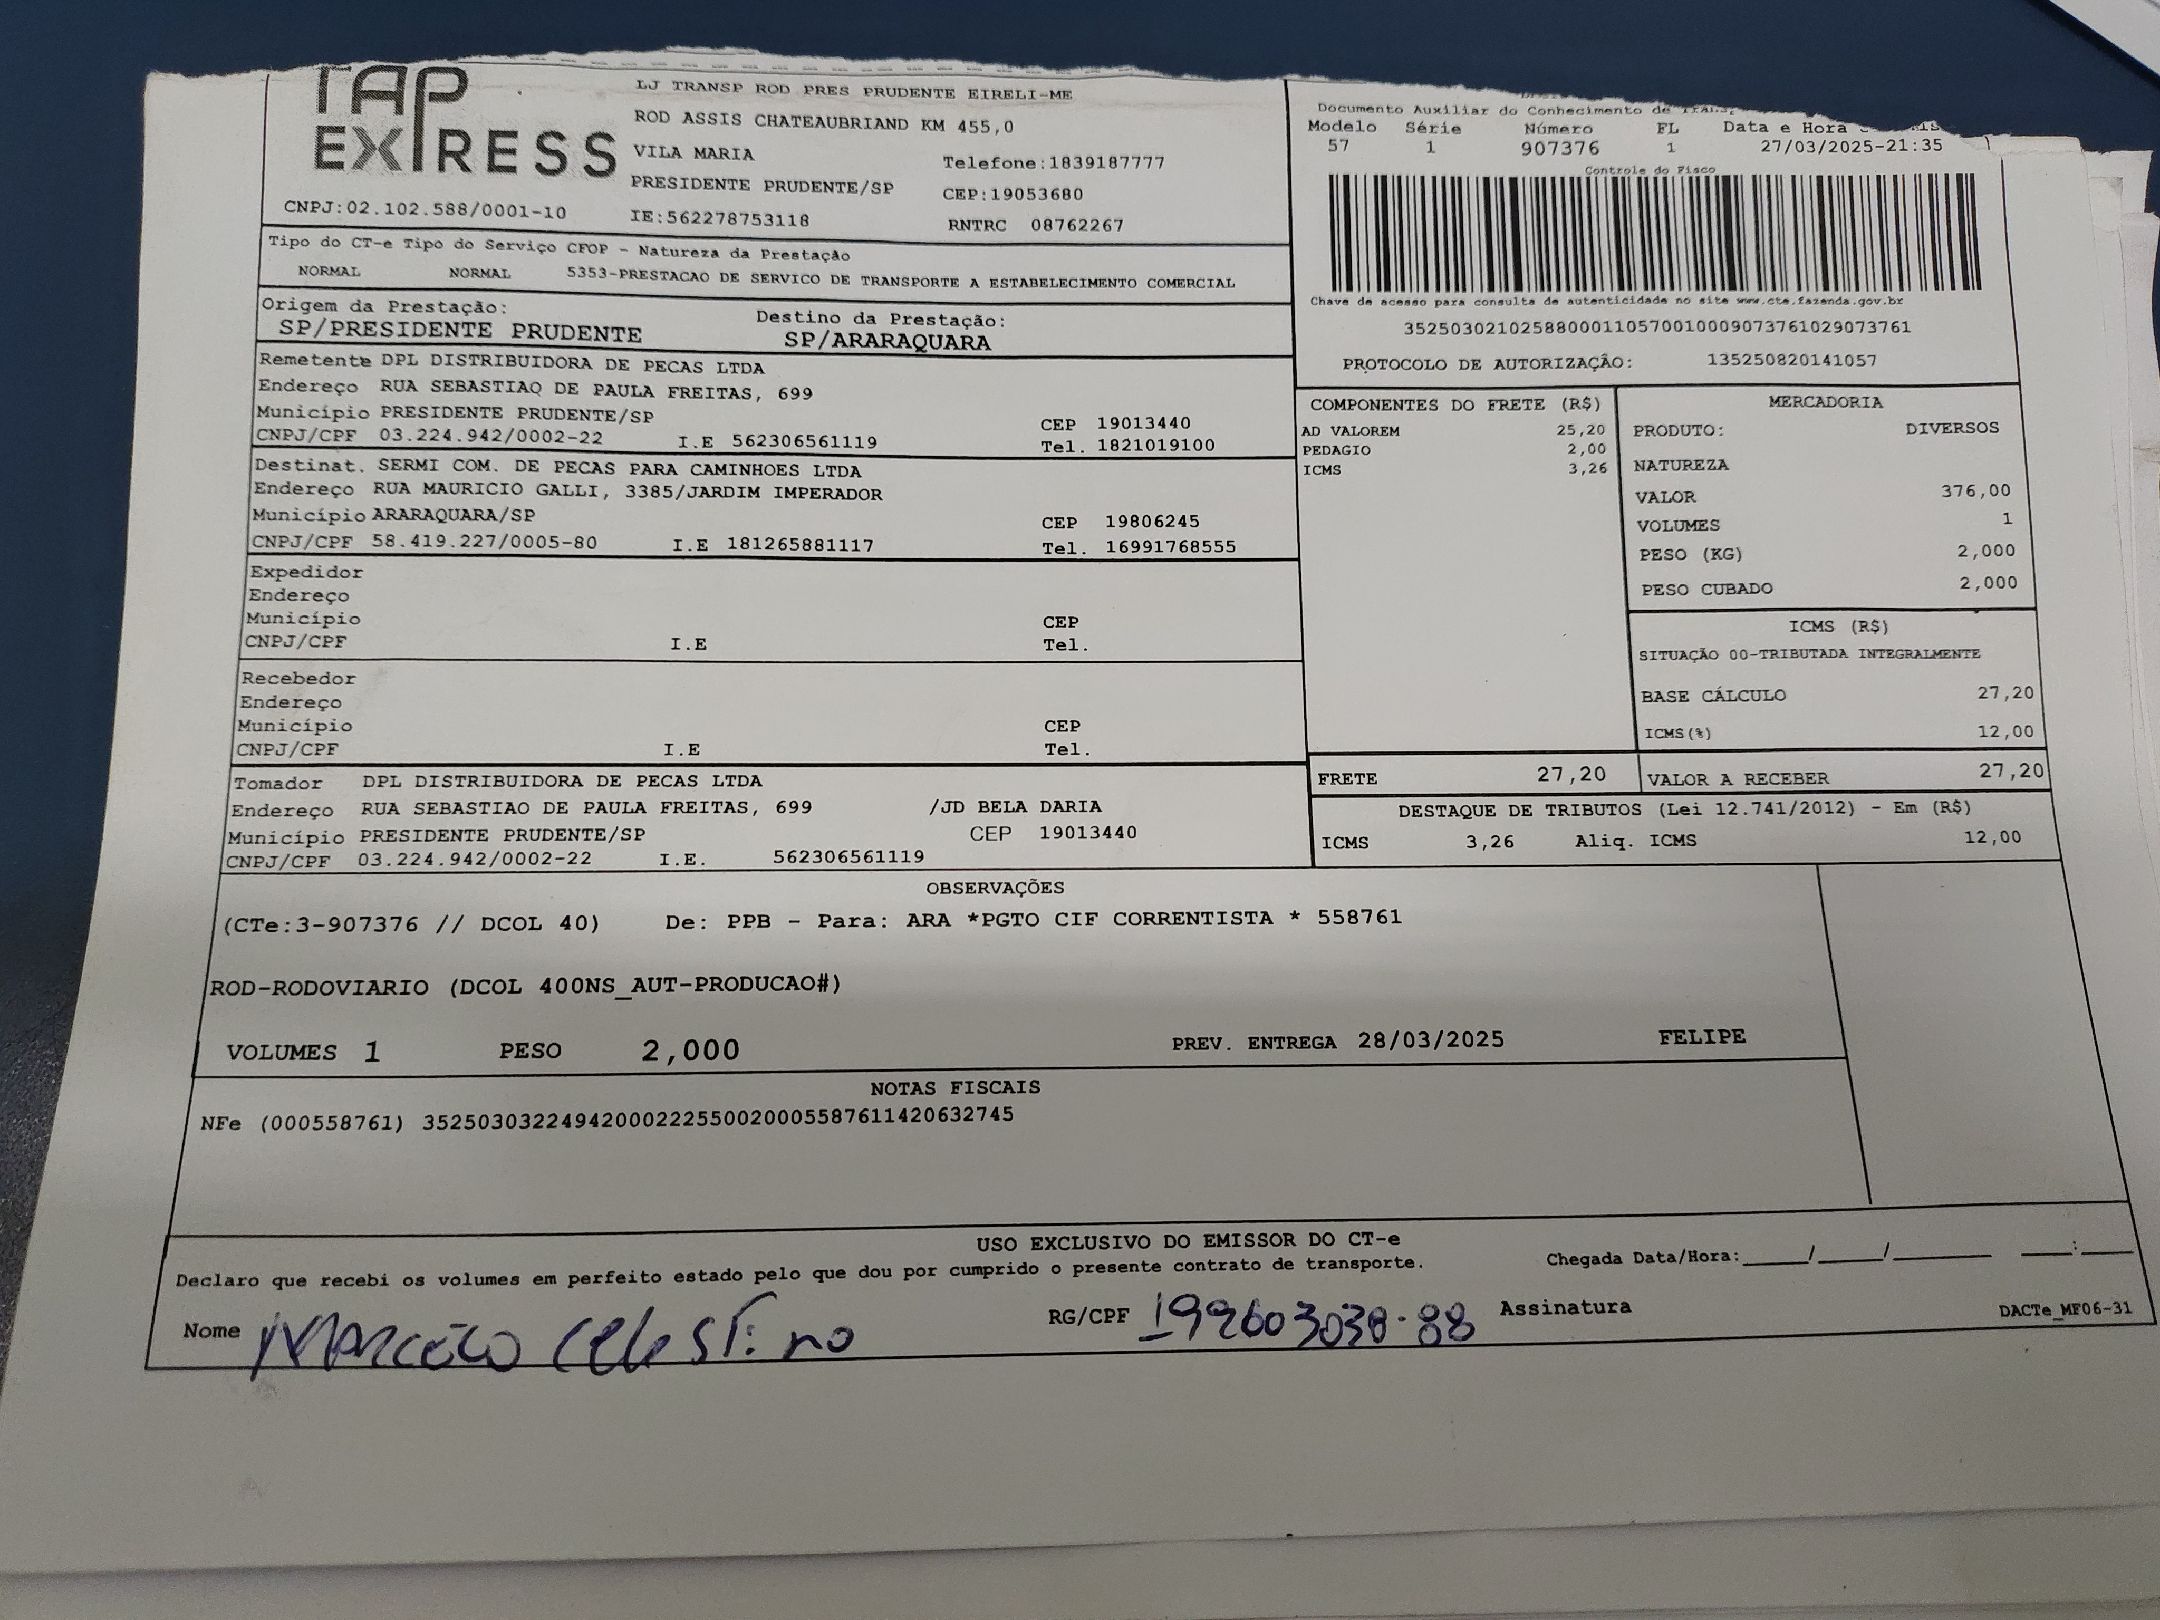 TAP
EXPRESS
CNPJ:02.102.588/0001-10
LJ TRANSP ROD PRES PRUDENTE EIRELI-ME
ROD ASSIS CHATEAUBRIAND KM 455,0
VILA MARIA
Telefone:1839187777
PRESIDENTE PRUDENTE/SP
CEP:19053680
IE:562278753118
RNTRC 08762267
Documento Auxiliar do Conhecimento de
Modelo Série Número FL Data e Hora
57 1 907376 1 27/03/2025-21:35
Controle do Fisco
Chave de acesso para consulta de autenticidade no site www.cte.fazenda.gov.br
35250302102588000110570010009073761029073761
PROTOCOLO DE AUTORIZAÇÃO: 135250820141057
Tipo do CT-e Tipo do Serviço CFOP - Natureza da Prestação
NORMAL NORMAL 5353-PRESTACAO DE SERVICO DE TRANSPORTE A ESTABELECIMENTO COMERCIAL
Origem da Prestação: Destino da Prestação:
SP/PRESIDENTE PRUDENTE SP/ARARAQUARA
Remetente DPL DISTRIBUIDORA DE PECAS LTDA
Endereço RUA SEBASTIAO DE PAULA FREITAS, 699
Município PRESIDENTE PRUDENTE/SP CEP 19013440
CNPJ/CPF 03.224.942/0002-22 I.E 562306561119 Tel. 1821019100
Destinat. SERMI COM. DE PECAS PARA CAMINHOES LTDA
Endereço RUA MAURICIO GALLI, 3385/JARDIM IMPERADOR
Município ARARAQUARA/SP CEP 19806245
CNPJ/CPF 58.419.227/0005-80 I.E 181265881117 Tel. 16991768555
Expedidor
Endereço
Município CEP
CNPJ/CPF I.E Tel.
Recebedor
Endereço
Município CEP
CNPJ/CPF I.E Tel.
Tomador DPL DISTRIBUIDORA DE PECAS LTDA
Endereço RUA SEBASTIAO DE PAULA FREITAS, 699 /JD BELA DARIA
Município PRESIDENTE PRUDENTE/SP CEP 19013440
CNPJ/CPF 03.224.942/0002-22 I.E. 562306561119
COMPONENTES DO FRETE (R$)
AD VALOREM 25,20
PEDAGIO 2,00
ICMS 3,26
MERCADORIA
PRODUTO: DIVERSOS
NATUREZA
VALOR 376,00
VOLUMES 1
PESO (KG) 2,000
PESO CUBADO 2,000
ICMS (R$)
SITUAÇÃO 00-TRIBUTADA INTEGRALMENTE
BASE CÁLCULO 27,20
ICMS(%) 12,00
FRETE 27,20 VALOR A RECEBER 27,20
DESTAQUE DE TRIBUTOS (Lei 12.741/2012) - Em (R$)
ICMS 3,26 Aliq. ICMS 12,00
OBSERVAÇÕES
(CTe:3-907376 // DCOL 40) De: PPB - Para: ARA *PGTO CIF CORRENTISTA * 558761
ROD-RODOVIARIO (DCOL 400NS_AUT-PRODUCAO#)
VOLUMES 1 PESO 2,000 PREV. ENTREGA 28/03/2025 FELIPE
NOTAS FISCAIS
NFe (000558761) 35250303224942000222550020005587611420632745
USO EXCLUSIVO DO EMISSOR DO CT-e
Declaro que recebi os volumes em perfeito estado pelo que dou por cumprido o presente contrato de transporte. Chegada Data/Hora:____/____/______ ___:___
Nome Marcelo Celestino RG/CPF 199603038-88 Assinatura DACTe_MF06-31